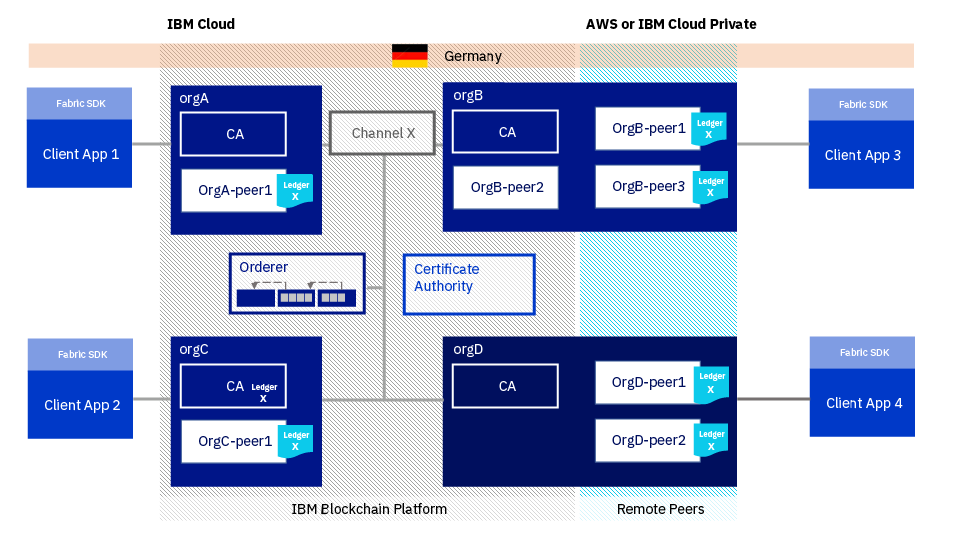 IBM Cloud
AWS or IBM Cloud Private
Germany
Fabric SDK
Client App 1
orgA
CA
OrgA-peer1
Ledger
X
Channel X
orgB
CA
OrgB-peer2
OrgB-peer1
Ledger
X
OrgB-peer3
Ledger
X
Fabric SDK
Client App 3
Orderer
Certificate
Authority
Fabric SDK
Client App 2
orgC
CA
Ledger
X
OrgC-peer1
Ledger
X
orgD
CA
OrgD-peer1
Ledger
X
OrgD-peer2
Ledger
X
Fabric SDK
Client App 4
IBM Blockchain Platform
Remote Peers